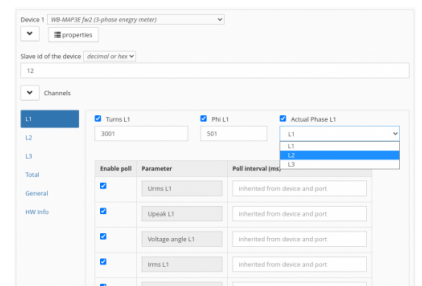 Device 1 WB-MAP3E fw2 (3-phase enegry meter)
properties
Slave id of the device decimal or hex
12
Channels
L1
L2
L3
Total
General
HW Info
Turns L1 Phi L1 Actual Phase L1
3001 501 L1
L1
L2
L3
Enable poll Parameter Poll interval (ms)
Urms L1 inherited from device and port
Upeak L1 inherited from device and port
Voltage angle L1 inherited from device and port
Irms L1 inherited from device and port